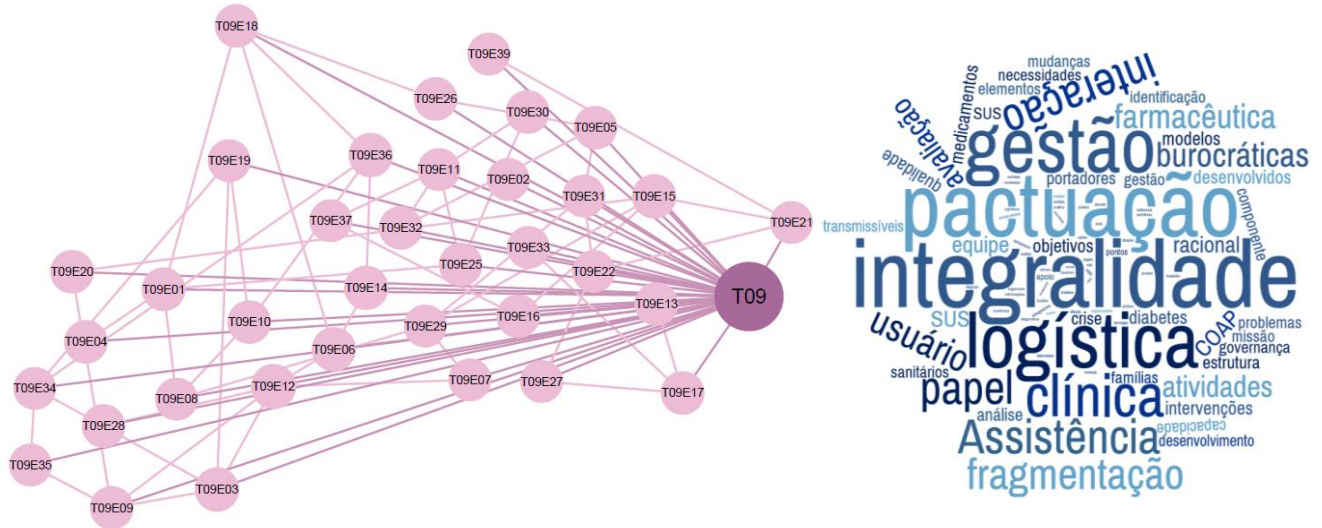 T09E18
T09E39
T09E26
T09E30
T09E05
T09E19
T09E36
T09E11
T09E02
T09E31
T09E15
T09E37
T09E32
T09E33
T09E21
T09E20
T09E01
T09E25
T09E22
T09E14
T09E13
T09
T09E04
T09E10
T09E29
T09E16
T09E06
T09E34
T09E12
T09E08
T09E07
T09E27
T09E17
T09E28
T09E35
T09E09
T09E03
mudanças
necessidades
elementos
SUS
medicamentos
interação
identificação
farmacêutica
avaliação
qualidade
gestão
modelos
burocráticas
portadores
gestão
desenvolvidos
pactuação
componente
transmissíveis
equipe
objetivos
racional
integralidade
apoio
SUS
crise
diabetes
COAP
problemas
missão
governança
estrutura
usuário
logística
sanitários
papel
clínica
famílias
atividades
análise
intervenções
capacidade
Assistência
desenvolvimento
fragmentação